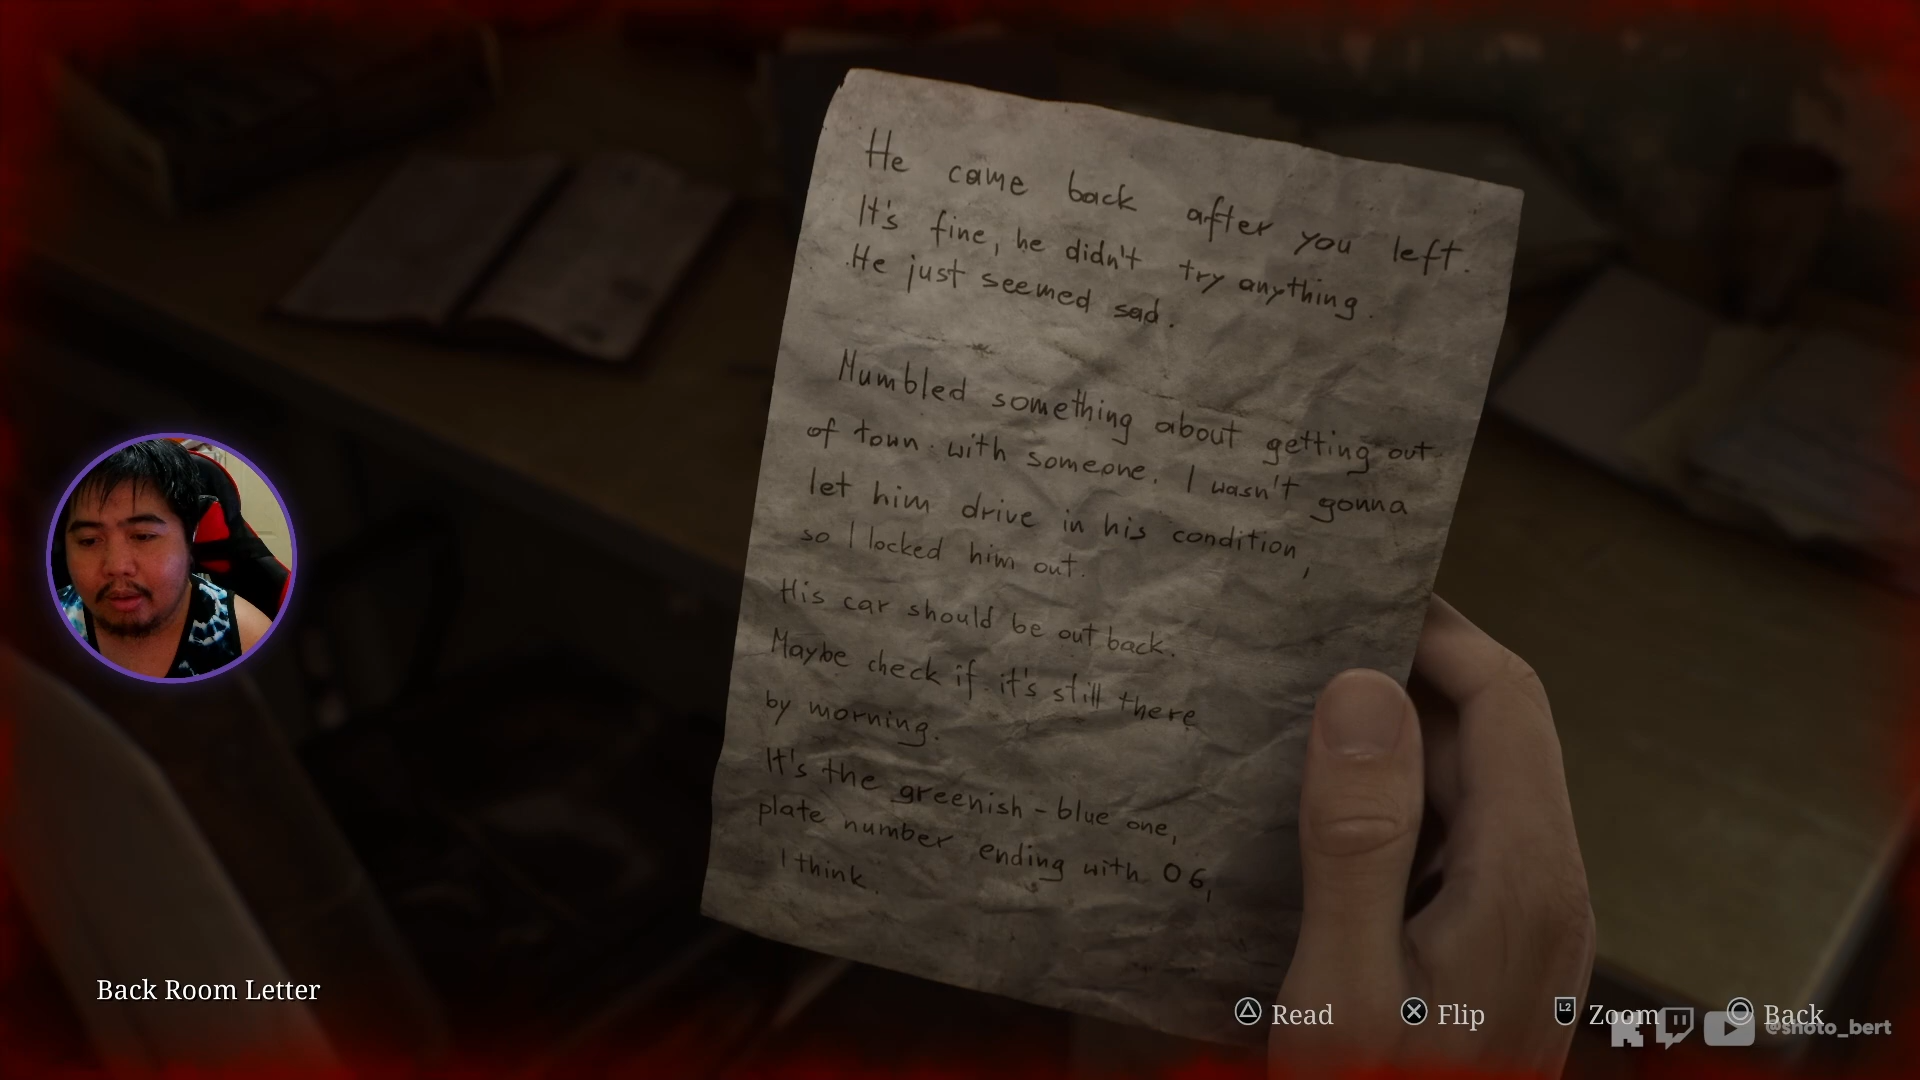 He came back after you left.
It's fine, he didn't try anything.
He just seemed sad.
Mumbled something about getting out
of town with someone. I wasn't gonna
let him drive in his condition,
so I locked him out.
His car should be out back.
Maybe check if it's still there
by morning.
It's the greenish-blue one,
plate number ending with 06,
I think.
Back Room Letter
Read
Flip
L2 Zoom
Back
@shoto_bert